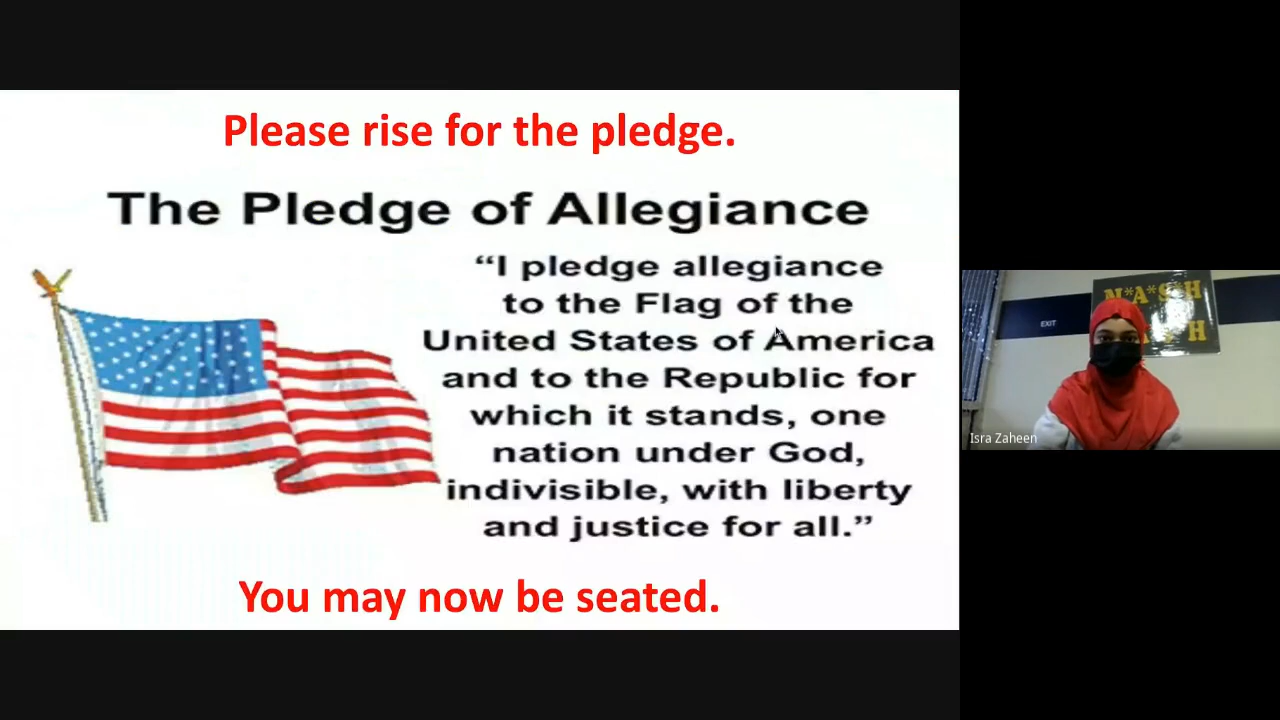 Please rise for the pledge.
The Pledge of Allegiance
“I pledge allegiance
to the Flag of the
United States of America
and to the Republic for
which it stands, one
nation under God,
indivisible, with liberty
and justice for all.”
You may now be seated.
EXIT
Isra Zaheen